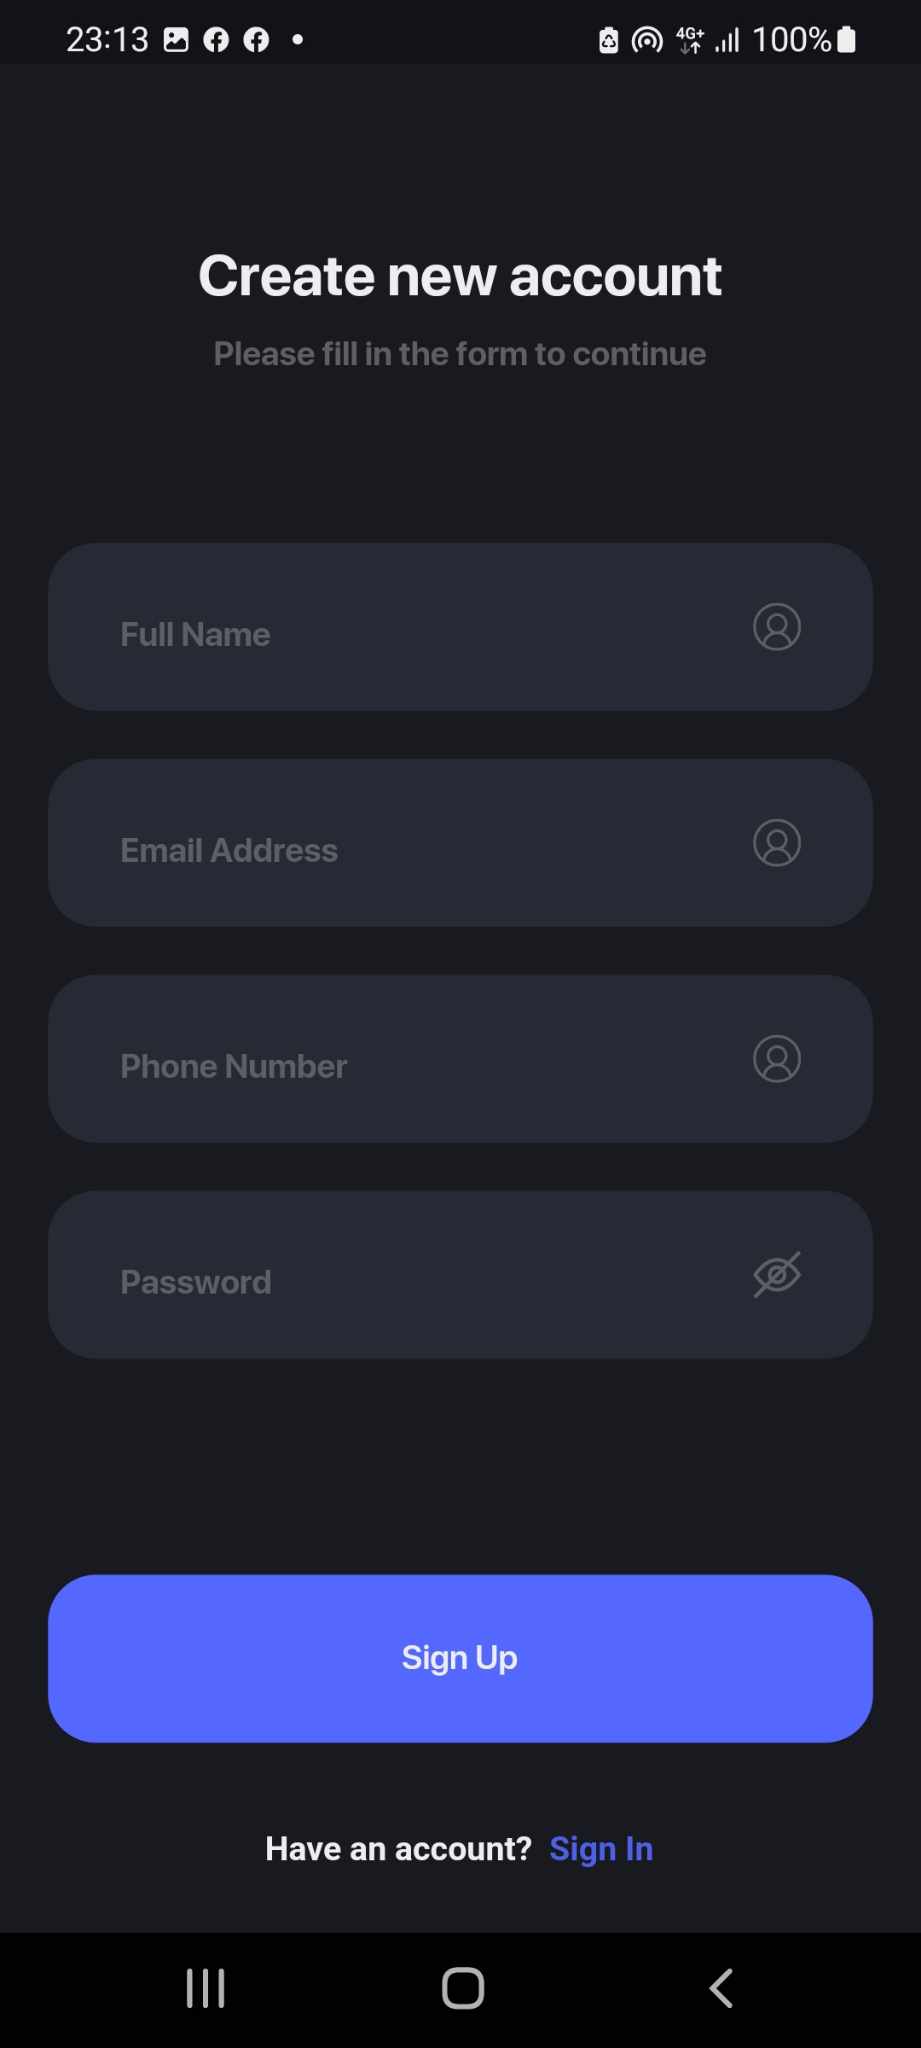 23:13 4G+ 100%
Create new account
Please fill in the form to continue
Full Name
Email Address
Phone Number
Password
Sign Up
Have an account? Sign In